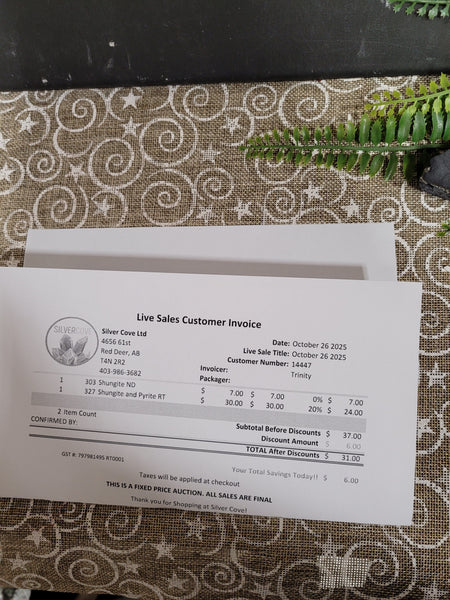 Live Sales Customer Invoice
SILVERCOVE
Silver Cove Ltd
4656 61st
Red Deer, AB
T4N 2R2
403-986-3682
Date: October 26 2025
Live Sale Title: October 26 2025
Customer Number: 14447
Invoicer: Trinity
Packager:
1 303 Shungite ND $ 7.00 $ 7.00 0% $ 7.00
1 327 Shungite and Pyrite RT $ 30.00 $ 30.00 20% $ 24.00
2 Item Count
Subtotal Before Discounts $ 37.00
CONFIRMED BY: Discount Amount $ 6.00
TOTAL After Discounts $ 31.00
GST #: 797981495 RT0001
Your Total Savings Today!! $ 6.00
Taxes will be applied at checkout
THIS IS A FIXED PRICE AUCTION. ALL SALES ARE FINAL
Thank you for Shopping at Silver Cove!